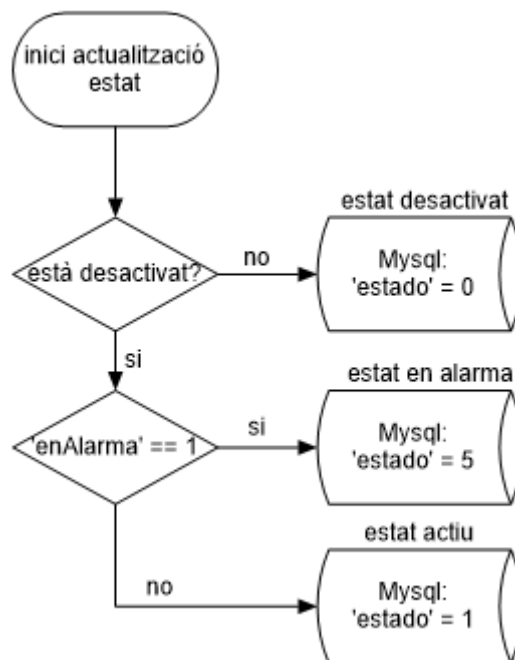 inici actualització
estat
estat desactivat
està desactivat?
no
Mysql:
'estado' = 0
si
estat en alarma
'enAlarma' == 1
si
Mysql:
'estado' = 5
estat actiu
no
Mysql:
'estado' = 1